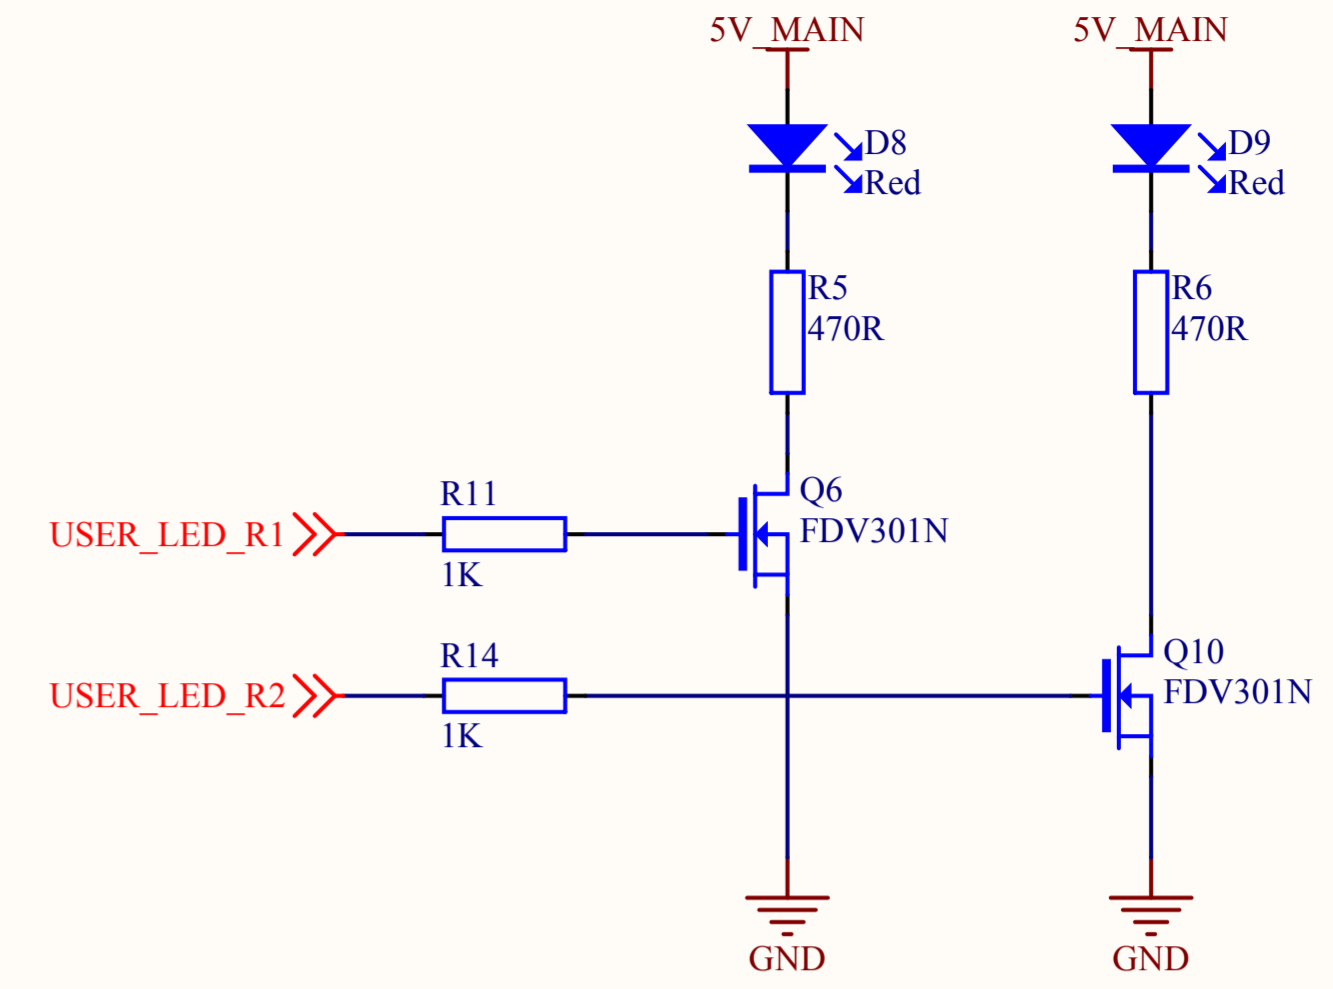 5V_MAIN
5V_MAIN
D8
Red
D9
Red
R5
470R
R6
470R
R11
1K
USER_LED_R1
Q6
FDV301N
R14
1K
USER_LED_R2
Q10
FDV301N
GND
GND